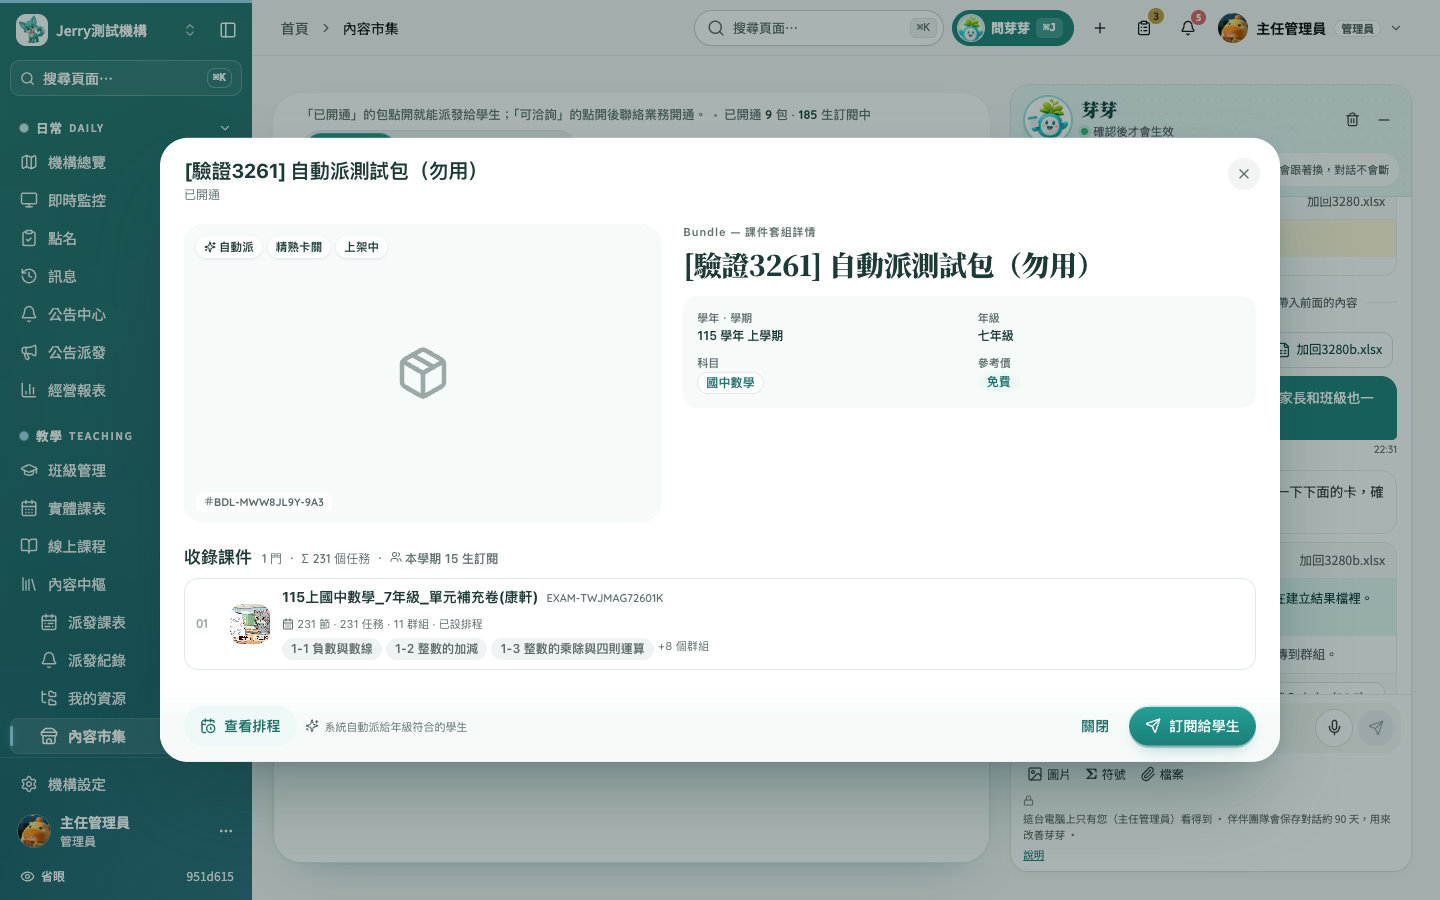 Jerry測試機構
首頁 > 內容市集
搜尋頁面… ⌘K
問芽芽 ⌘J
3
5
主任管理員 管理員
搜尋頁面… ⌘K
日常 DAILY
機構總覽
即時監控
點名
訊息
公告中心
公告派發
經營報表
教學 TEACHING
班級管理
實體課表
線上課程
內容中樞
派發課表
派發紀錄
我的資源
內容市集
機構設定
主任管理員
管理員
省眼 951d615
「已開通」的包點開就能派發給學生；「可洽詢」的點開後聯絡業務開通。 · 已開通 9 包 · 185 生訂閱中
[驗證3261] 自動派測試包（勿用）
已開通
自動派 精熟卡關 上架中
#BDL-MWW8JL9Y-9A3
Bundle — 課件套組詳情
[驗證3261] 自動派測試包（勿用）
學年 · 學期
115 學年 上學期
年級
七年級
科目
國中數學
參考價
免費
收錄課件 1 門 · Σ 231 個任務 · 本學期 15 生訂閱
01
115上國中數學_7年級_單元補充卷(康軒) EXAM-TWJMAG72601K
231 節 · 231 任務 · 11 群組 · 已設排程
1-1 負數與數線 1-2 整數的加減 1-3 整數的乘除與四則運算 +8 個群組
查看排程
系統自動派給年級符合的學生
關閉
訂閱給學生
芽芽
確認後才會生效
會跟著換，對話不會斷
加回3280.xlsx
帶入前面的內容
加回3280b.xlsx
家長和班級也一
22:31
一下下面的卡，確
加回3280b.xlsx
在建立結果檔裡。
專到群組。
圖片 Σ 符號 檔案
這台電腦上只有您（主任管理員）看得到 · 伴伴團隊會保存對話約 90 天，用來
改善芽芽 ·
說明